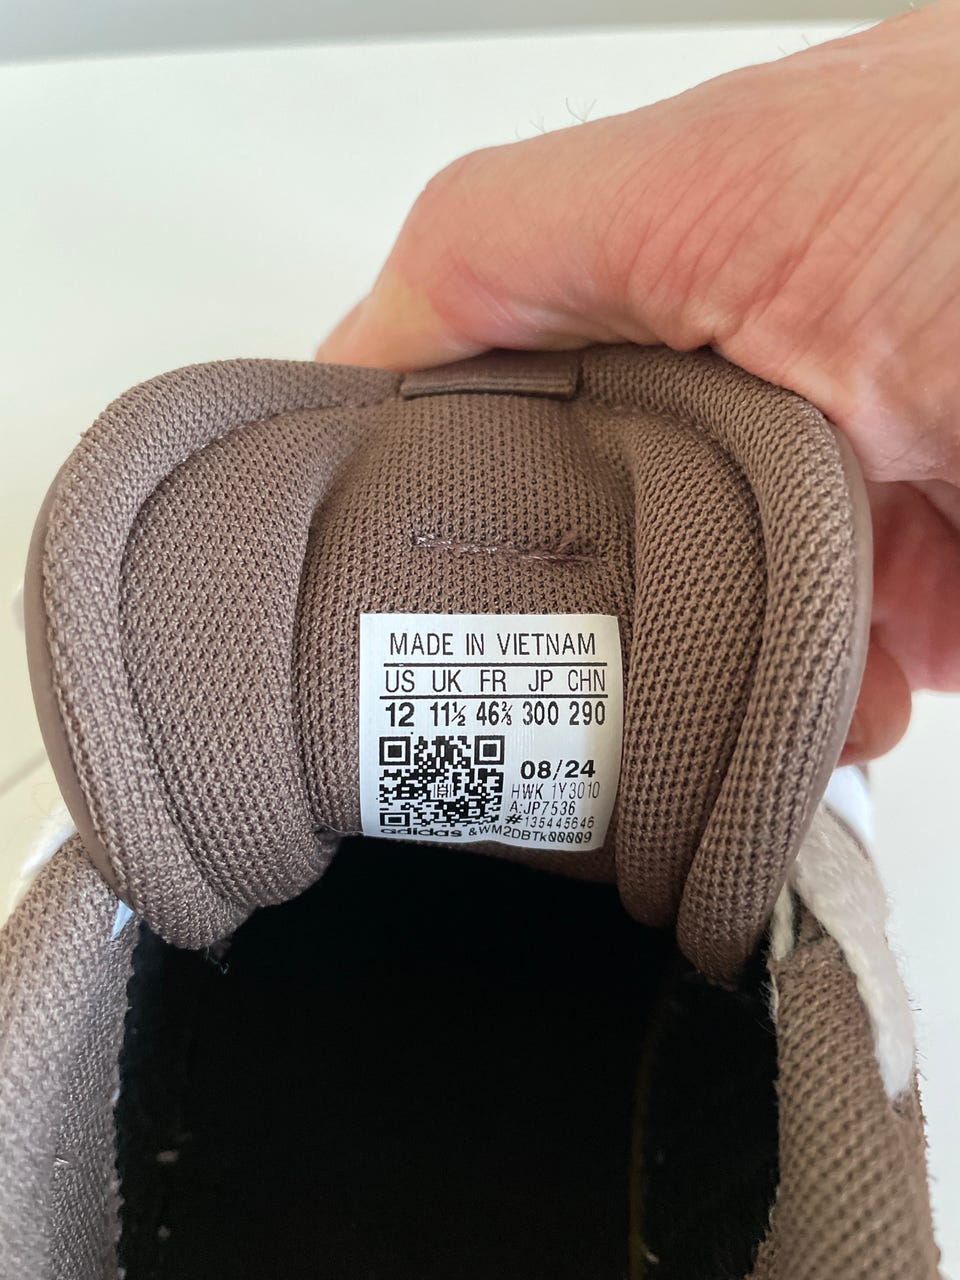 MADE IN VIETNAM
US UK FR JP CHN
12 11½ 46⅔ 300 290
08/24
HWK 1Y3010
A:JP7536
#135445646
adidas &WM2DBTk00009